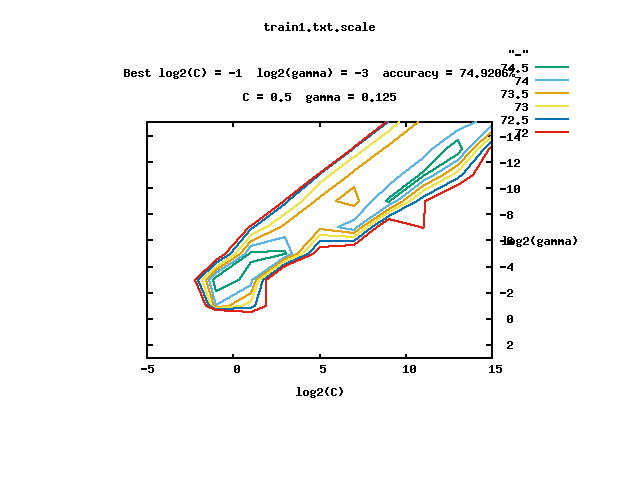 train1.txt.scale
"-"
74.5
Best log2(C) = -1  log2(gamma) = -3  accuracy = 74.9206%
74
73.5
C = 0.5  gamma = 0.125
73
72.5
72
-14
-12
-10
-8
-6
log2(gamma)
-4
-2
0
2
-5 0 5 10 15
log2(C)